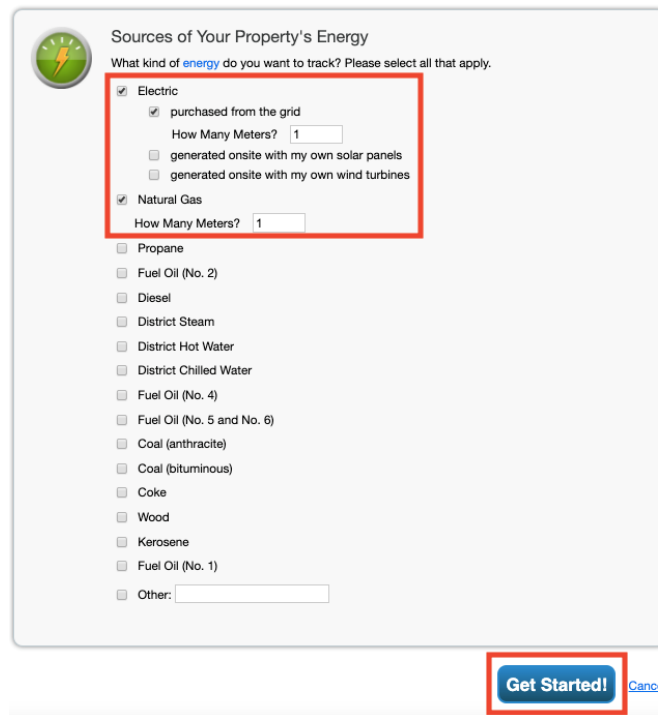 Sources of Your Property's Energy
What kind of energy do you want to track? Please select all that apply.
Electric
purchased from the grid
How Many Meters? 1
generated onsite with my own solar panels
generated onsite with my own wind turbines
Natural Gas
How Many Meters? 1
Propane
Fuel Oil (No. 2)
Diesel
District Steam
District Hot Water
District Chilled Water
Fuel Oil (No. 4)
Fuel Oil (No. 5 and No. 6)
Coal (anthracite)
Coal (bituminous)
Coke
Wood
Kerosene
Fuel Oil (No. 1)
Other:
Get Started! Canc